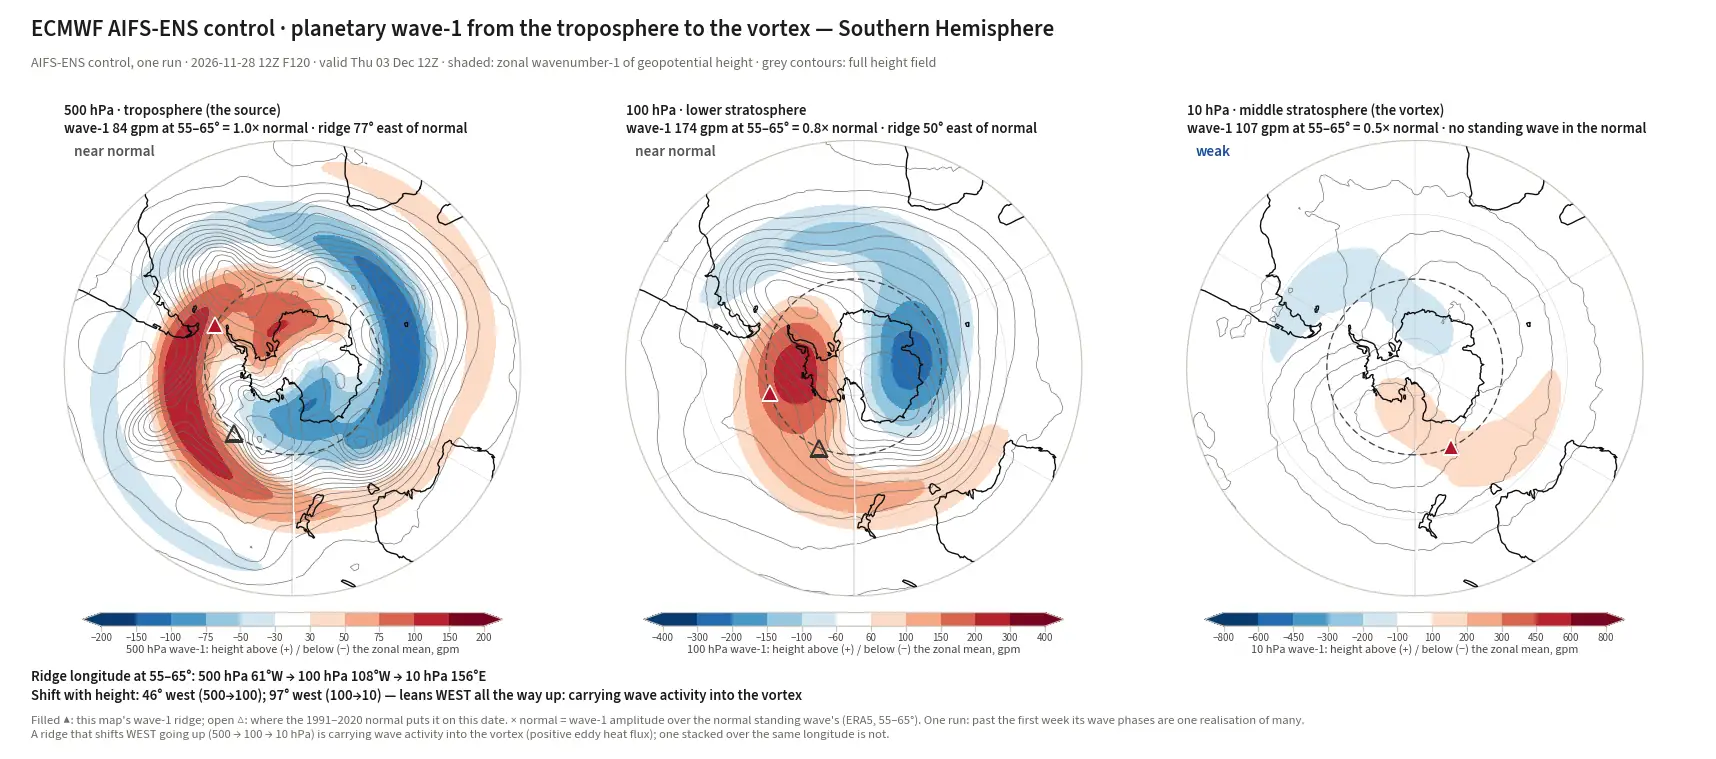 ECMWF AIFS-ENS control · planetary wave-1 from the troposphere to the vortex — Southern Hemisphere
AIFS-ENS control, one run · 2026-11-28 12Z F120 · valid Thu 03 Dec 12Z · shaded: zonal wavenumber-1 of geopotential height · grey contours: full height field
500 hPa · troposphere (the source)
wave-1 84 gpm at 55–65° = 1.0× normal · ridge 77° east of normal
near normal
100 hPa · lower stratosphere
wave-1 174 gpm at 55–65° = 0.8× normal · ridge 50° east of normal
near normal
10 hPa · middle stratosphere (the vortex)
wave-1 107 gpm at 55–65° = 0.5× normal · no standing wave in the normal
weak
−200 −150 −100 −75 −50 −30 30 50 75 100 150 200
500 hPa wave-1: height above (+) / below (−) the zonal mean, gpm
−400 −300 −200 −150 −100 −60 60 100 150 200 300 400
100 hPa wave-1: height above (+) / below (−) the zonal mean, gpm
−800 −600 −450 −300 −200 −100 100 200 300 450 600 800
10 hPa wave-1: height above (+) / below (−) the zonal mean, gpm
Ridge longitude at 55–65°: 500 hPa 61°W → 100 hPa 108°W → 10 hPa 156°E
Shift with height: 46° west (500→100); 97° west (100→10) — leans WEST all the way up: carrying wave activity into the vortex
Filled ▲: this map's wave-1 ridge; open △: where the 1991–2020 normal puts it on this date. × normal = wave-1 amplitude over the normal standing wave's (ERA5, 55–65°). One run: past the first week its wave phases are one realisation of many.
A ridge that shifts WEST going up (500 → 100 → 10 hPa) is carrying wave activity into the vortex (positive eddy heat flux); one stacked over the same longitude is not.